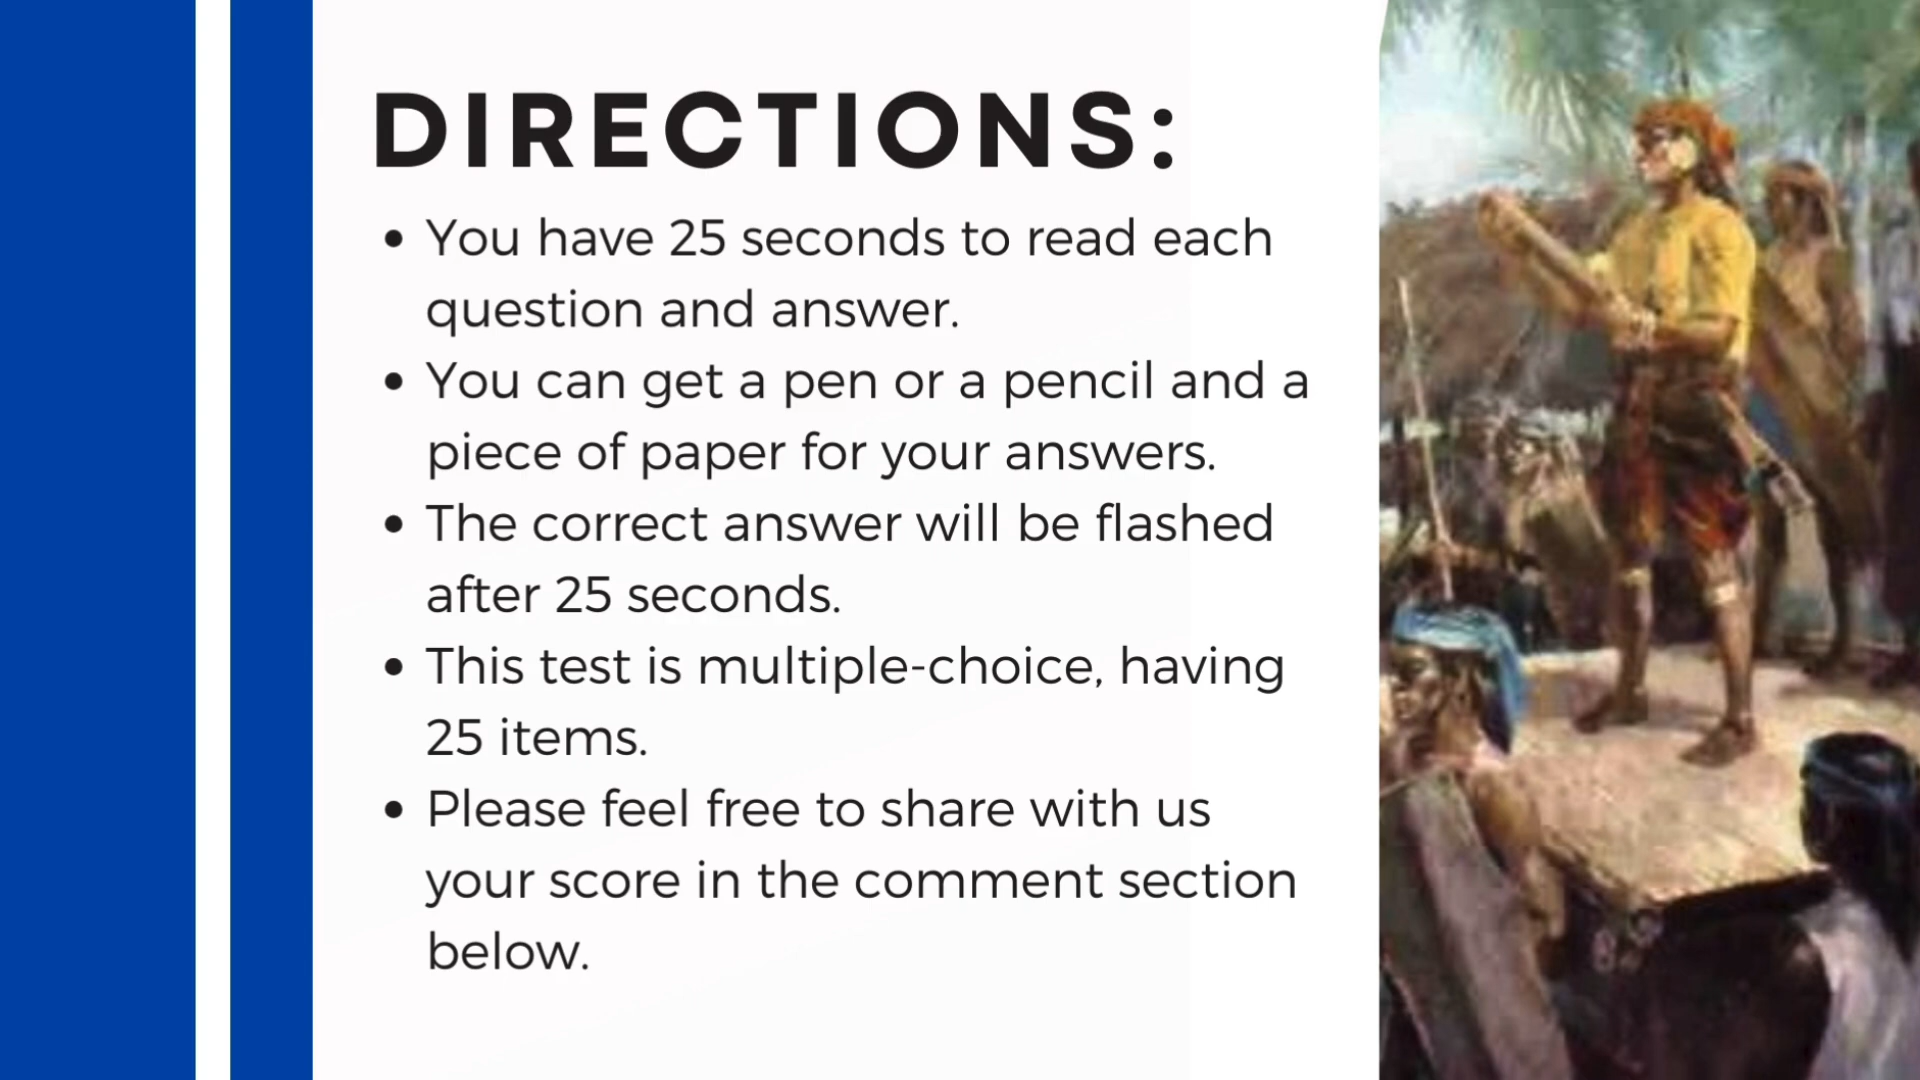 DIRECTIONS:
• You have 25 seconds to read each
question and answer.
• You can get a pen or a pencil and a
piece of paper for your answers.
• The correct answer will be flashed
after 25 seconds.
• This test is multiple-choice, having
25 items.
• Please feel free to share with us
your score in the comment section
below.